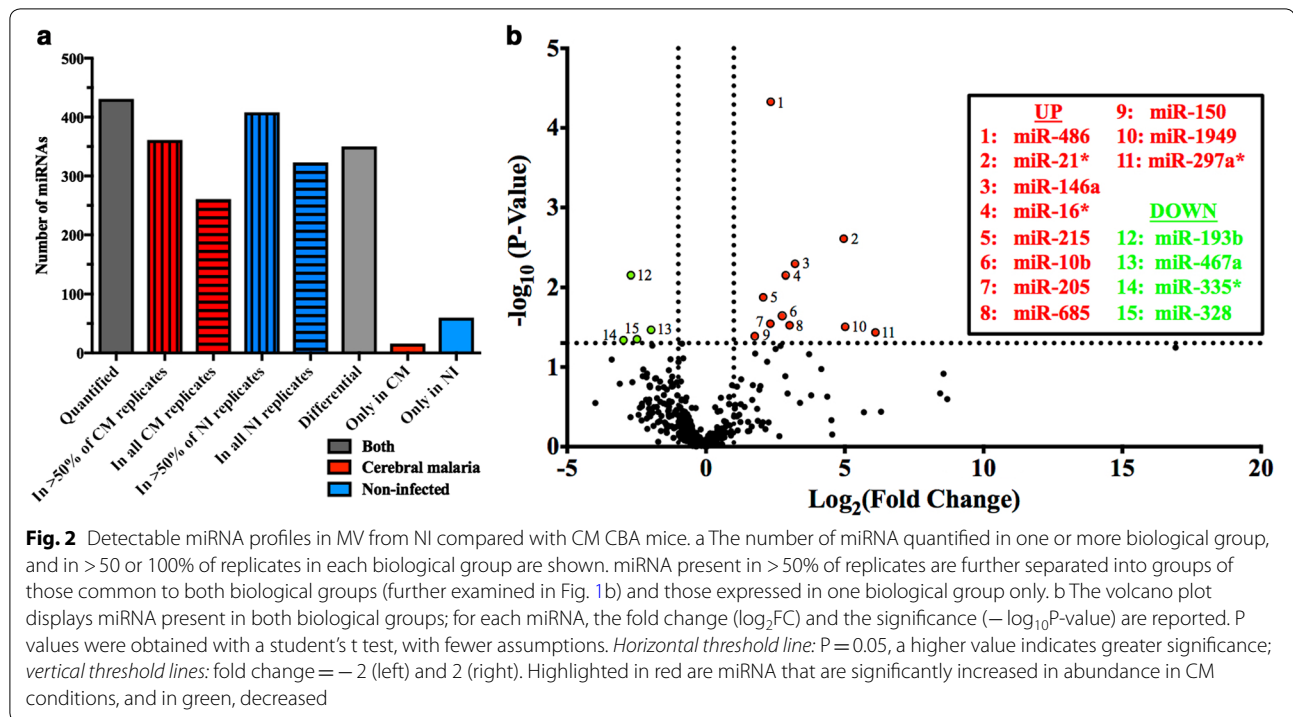 a
500
400
300
200
100
0
Number of miRNAs
Quantified
In >50% of CM replicates
In all CM replicates
In >50% of NI replicates
In all NI replicates
Differential
Only in CM
Only in NI
Both
Cerebral malaria
Non-infected
b
5
4
3
2
1
0
-log10 (P-Value)
-5
0
5
10
15
20
Log2(Fold Change)
1
2
3
4
5
6
7
8
9
10
11
12
13
14
15
UP
1: miR-486
2: miR-21*
3: miR-146a
4: miR-16*
5: miR-215
6: miR-10b
7: miR-205
8: miR-685
9: miR-150
10: miR-1949
11: miR-297a*
DOWN
12: miR-193b
13: miR-467a
14: miR-335*
15: miR-328
Fig. 2 Detectable miRNA profiles in MV from NI compared with CM CBA mice. a The number of miRNA quantified in one or more biological group,
and in > 50 or 100% of replicates in each biological group are shown. miRNA present in > 50% of replicates are further separated into groups of
those common to both biological groups (further examined in Fig. 1b) and those expressed in one biological group only. b The volcano plot
displays miRNA present in both biological groups; for each miRNA, the fold change (log2FC) and the significance (− log10P-value) are reported. P
values were obtained with a student's t test, with fewer assumptions. Horizontal threshold line: P = 0.05, a higher value indicates greater significance;
vertical threshold lines: fold change = − 2 (left) and 2 (right). Highlighted in red are miRNA that are significantly increased in abundance in CM
conditions, and in green, decreased